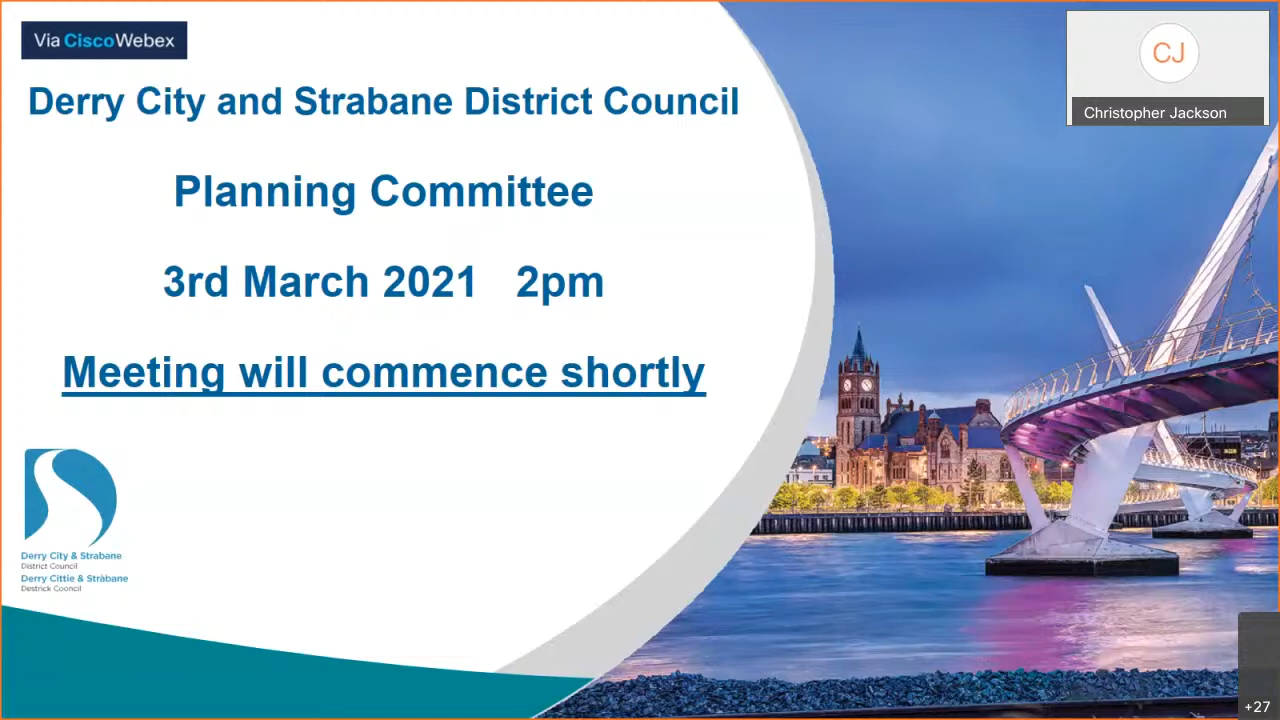 Via CiscoWebex
Derry City and Strabane District Council
Planning Committee
3rd March 2021 2pm
Meeting will commence shortly
Derry City & Strabane
District Council
Derry Cittie & Stràbane
Destrick Cooncil
CJ
Christopher Jackson
+27